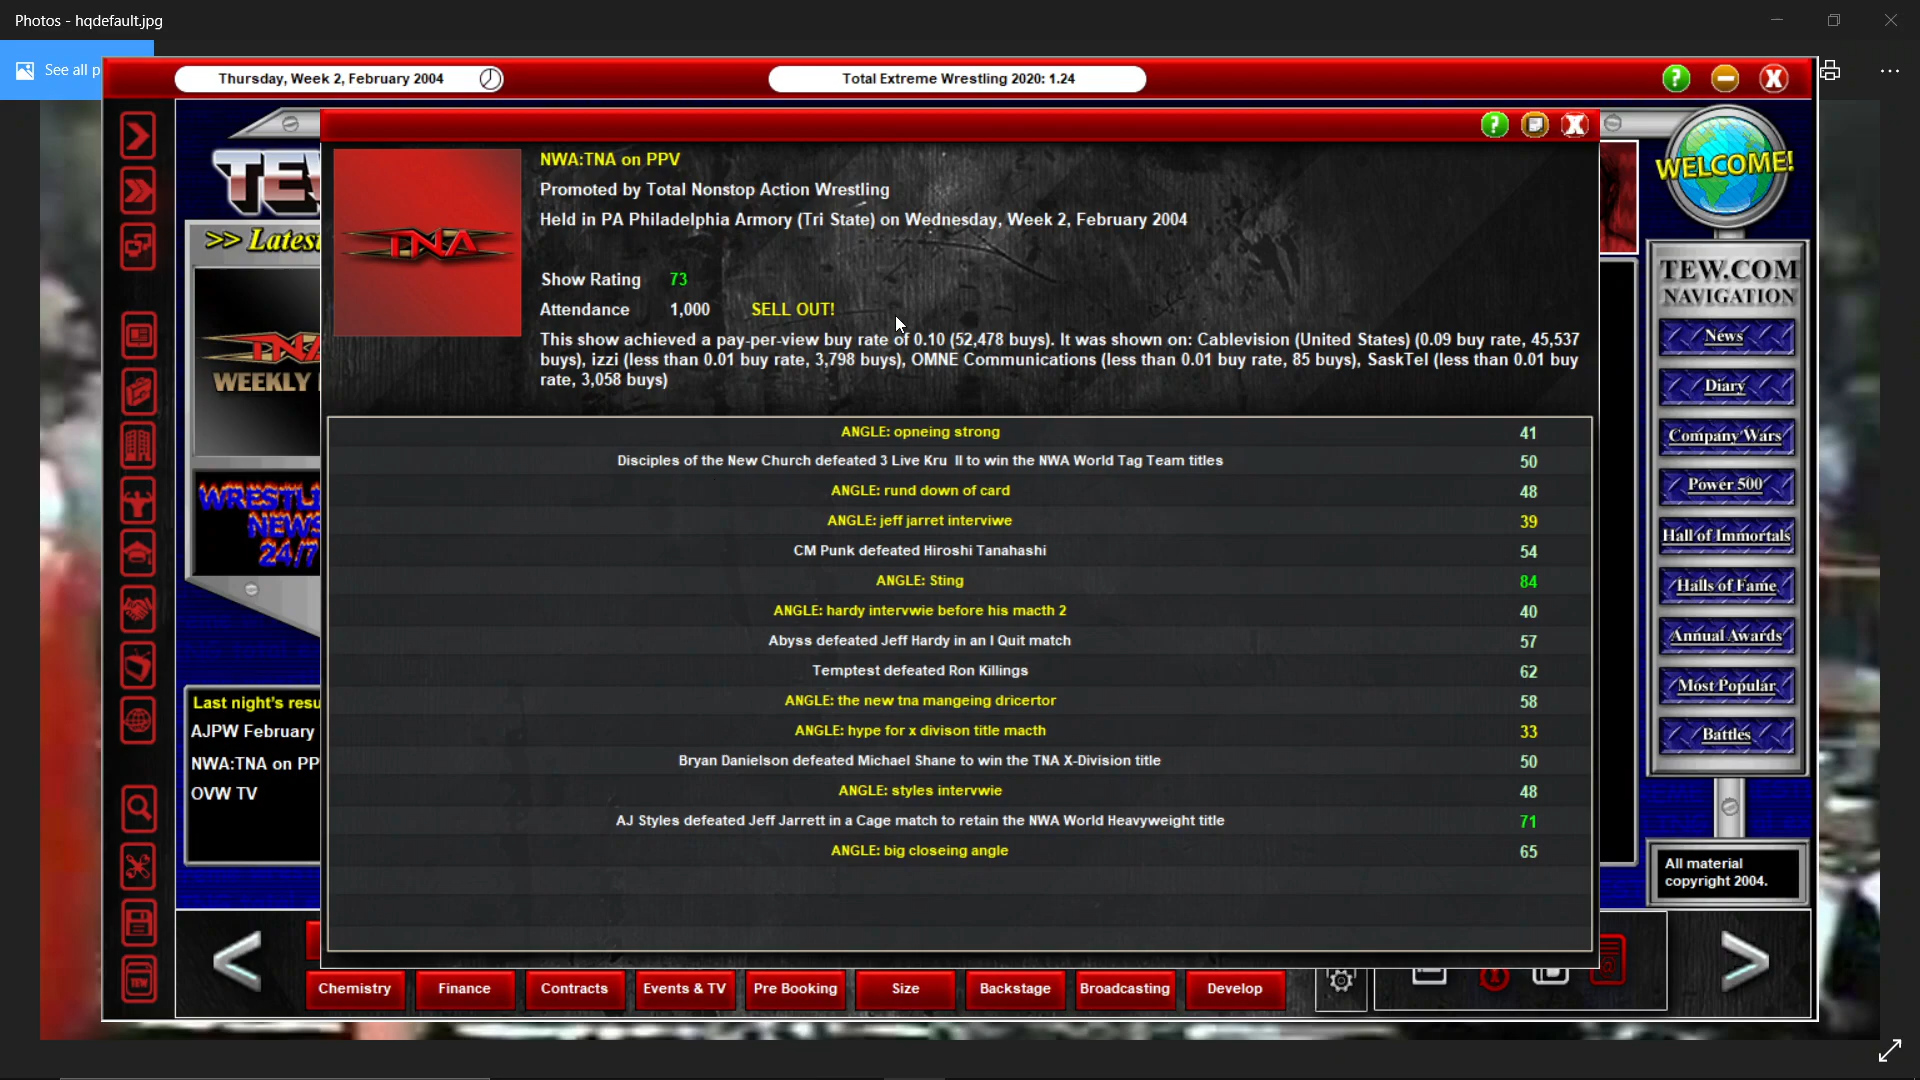 Photos - hqdefault.jpg
See all p
Thursday, Week 2, February 2004
Total Extreme Wrestling 2020: 1.24
NWA:TNA on PPV
Promoted by Total Nonstop Action Wrestling
Held in PA Philadelphia Armory (Tri State) on Wednesday, Week 2, February 2004
TNA
Show Rating 73
Attendance 1,000 SELL OUT!
This show achieved a pay-per-view buy rate of 0.10 (52,478 buys). It was shown on: Cablevision (United States) (0.09 buy rate, 45,537
buys), izzi (less than 0.01 buy rate, 3,798 buys), OMNE Communications (less than 0.01 buy rate, 85 buys), SaskTel (less than 0.01 buy
rate, 3,058 buys)
ANGLE: opneing strong 41
Disciples of the New Church defeated 3 Live Kru II to win the NWA World Tag Team titles 50
ANGLE: rund down of card 48
ANGLE: jeff jarret interviwe 39
CM Punk defeated Hiroshi Tanahashi 54
ANGLE: Sting 84
ANGLE: hardy intervwie before his macth 2 40
Abyss defeated Jeff Hardy in an I Quit match 57
Temptest defeated Ron Killings 62
ANGLE: the new tna mangeing dricertor 58
ANGLE: hype for x divison title macth 33
Bryan Danielson defeated Michael Shane to win the TNA X-Division title 50
ANGLE: styles intervwie 48
AJ Styles defeated Jeff Jarrett in a Cage match to retain the NWA World Heavyweight title 71
ANGLE: big closeing angle 65
TE
>> Latest
TNA
WEEKLY
WRESTLI
NEWS
24/7
Last night's resu
AJPW February
NWA:TNA on PP
OVW TV
WELCOME!
TEW.COM
NAVIGATION
News
Diary
Company Wars
Power 500
Hall of Immortals
Halls of Fame
Annual Awards
Most Popular
Battles
All material
copyright 2004.
TEW
Chemistry
Finance
Contracts
Events & TV
Pre Booking
Size
Backstage
Broadcasting
Develop